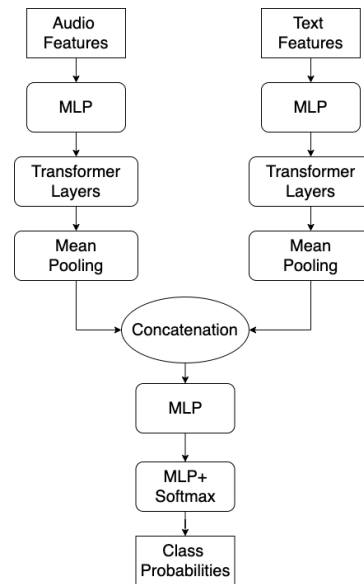 Audio
Features
Text
Features
MLP
MLP
Transformer
Layers
Transformer
Layers
Mean
Pooling
Mean
Pooling
Concatenation
MLP
MLP+
Softmax
Class
Probabilities